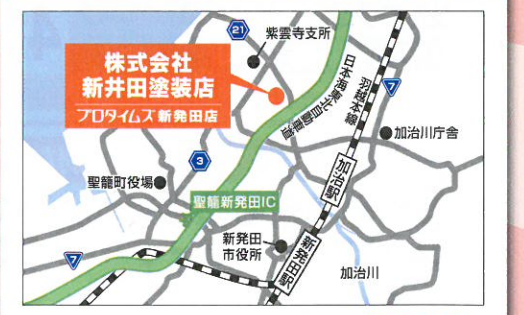 21
紫雲寺支所
株式会社
新井田塗装店
プロタイムズ新発田店
日本海東北自動車道
羽越本線
7
加治川庁舎
3
加治駅
聖籠町役場
聖籠新発田IC
新発田
市役所
新発田駅
7
加治川